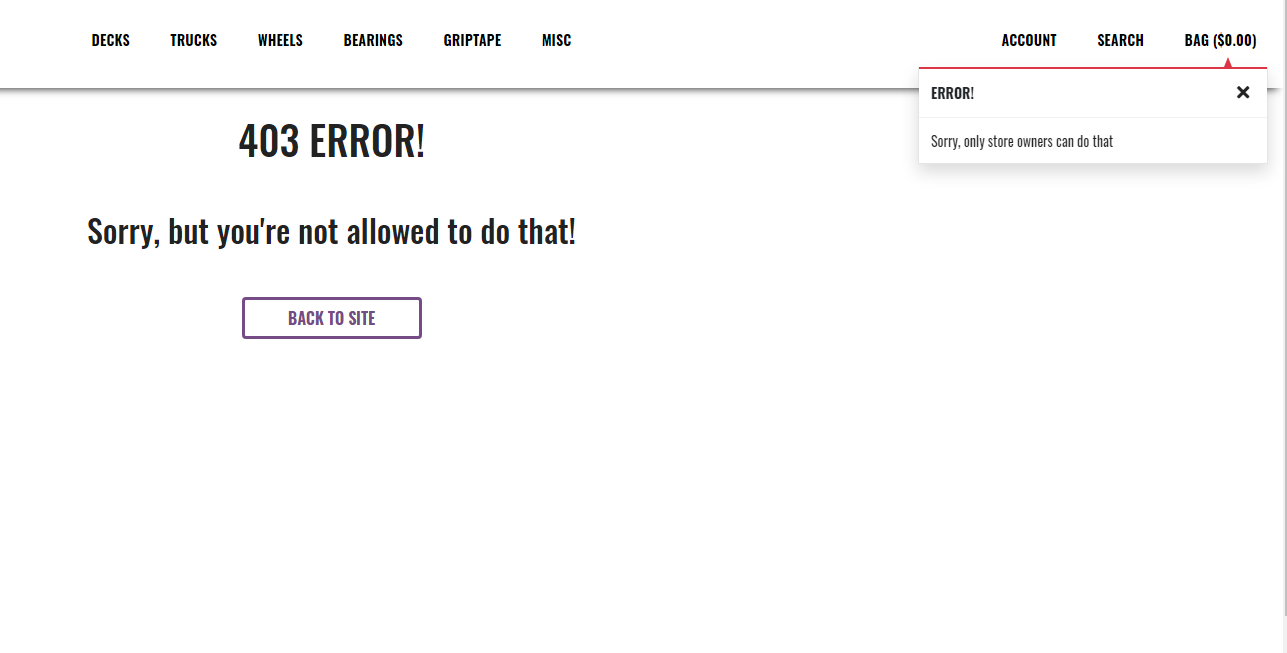 DECKS TRUCKS WHEELS BEARINGS GRIPTAPE MISC ACCOUNT SEARCH BAG ($0.00)
ERROR!
Sorry, only store owners can do that
403 ERROR!
Sorry, but you're not allowed to do that!
BACK TO SITE